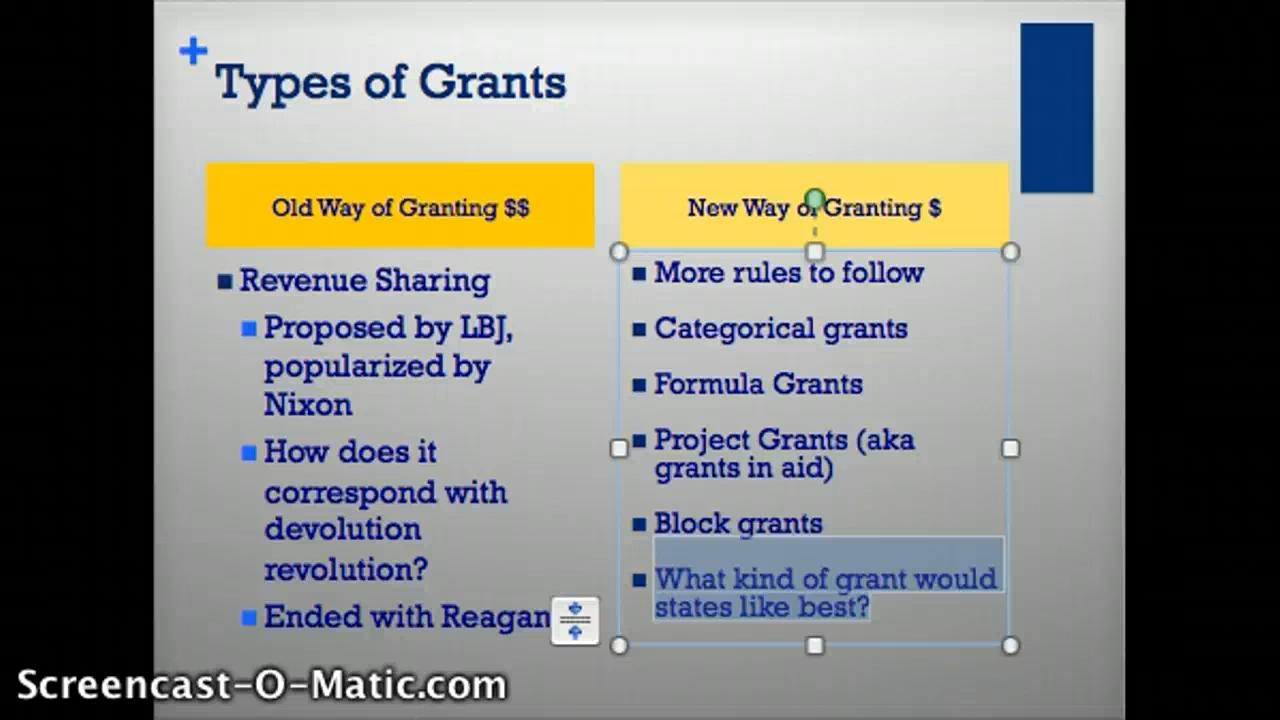 Types of Grants
Old Way of Granting $$
Revenue Sharing
Proposed by LBJ,
popularized by
Nixon
How does it
correspond with
devolution
revolution?
Ended with Reagan
New Way of Granting $
More rules to follow
Categorical grants
Formula Grants
Project Grants (aka
grants in aid)
Block grants
What kind of grant would
states like best?
Screencast-O-Matic.com